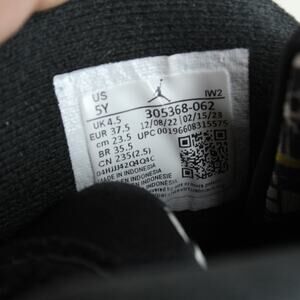 US IW2
5Y 305368-062
UK 4.5 12/08/22 02/15/23
EUR 37.5 UPC 00196608315575
cm 23.5
BR 35.5
CN 235(2.5)
MADE IN INDONESIA